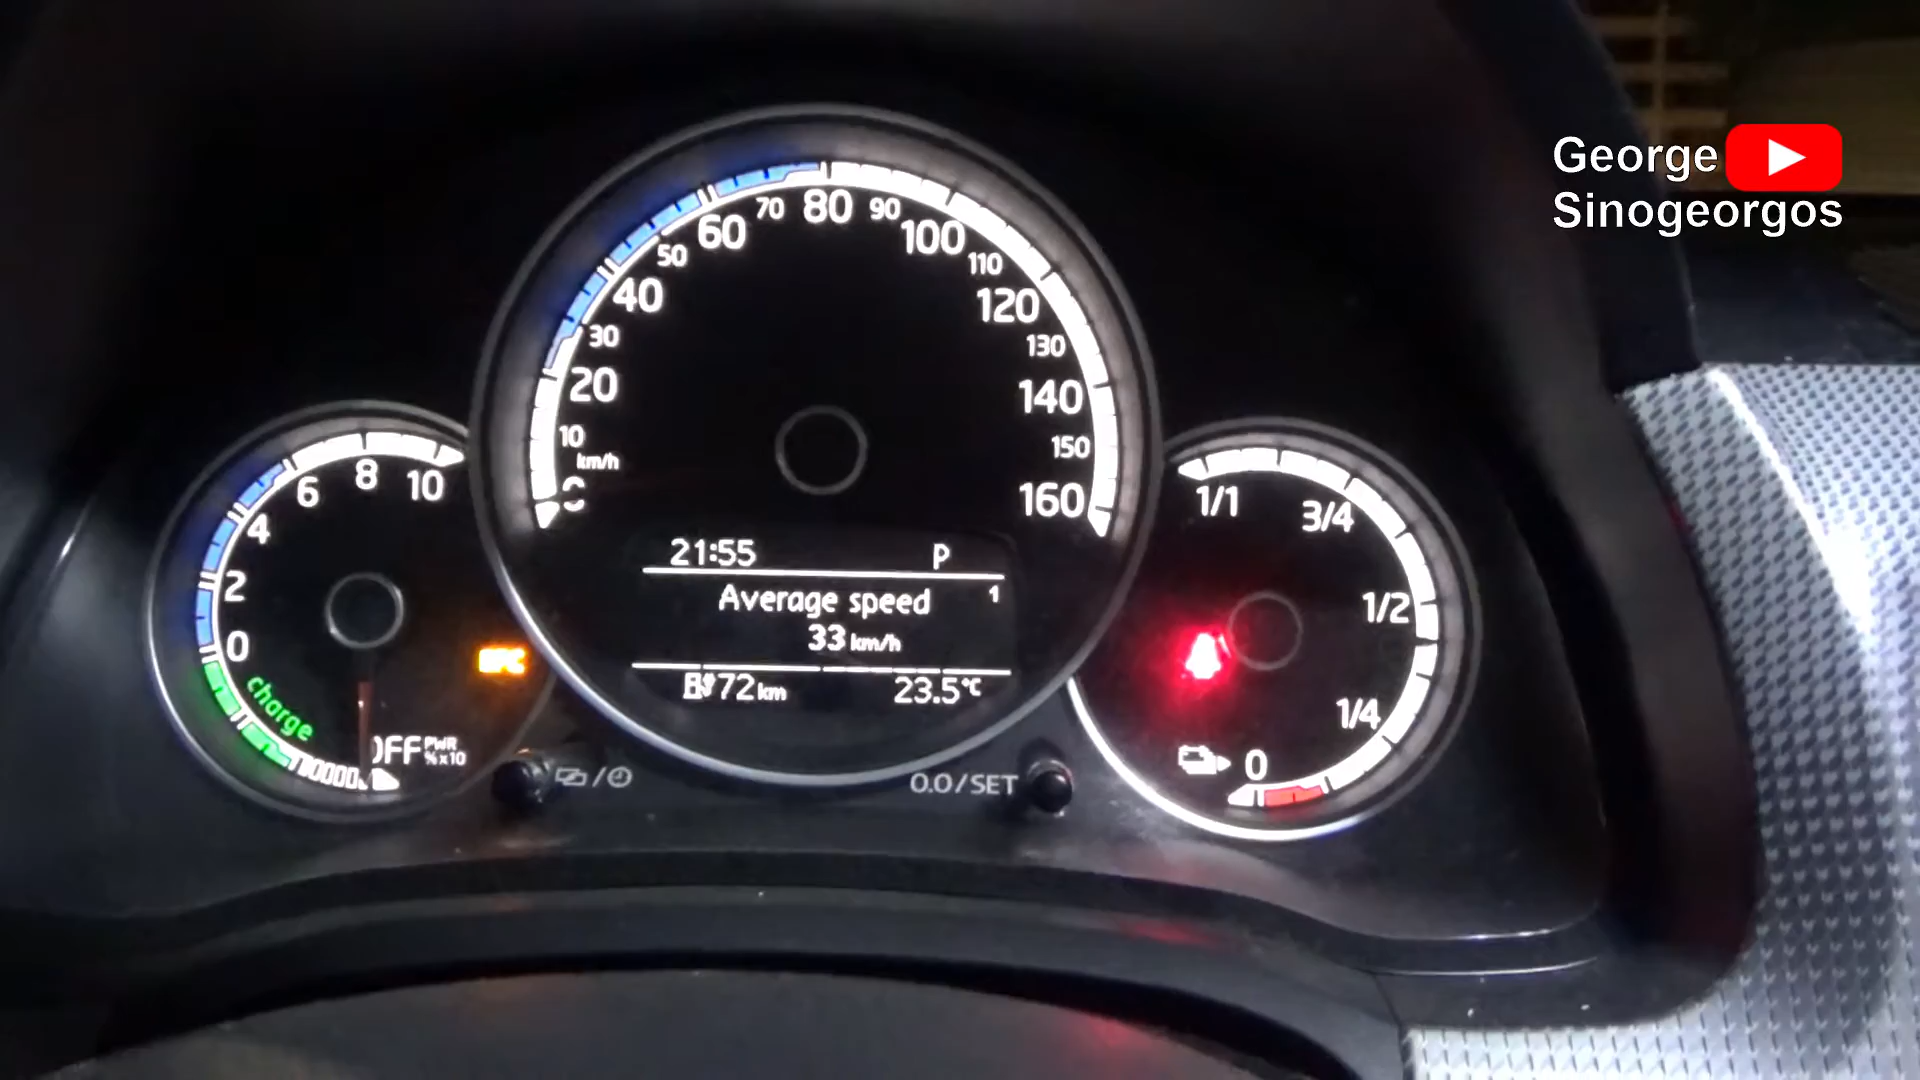 George
Sinogeorgos
70 80 90
60 100
50 110
40 120
30 130
20 140
10 150
km/h
160
6 8 10
4
2
0
charge
OFF PWR
%x10
1/1 3/4
1/2
1/4
0
21:55 P
Average speed 1
33 km/h
72 km 23.5°C
0.0/SET